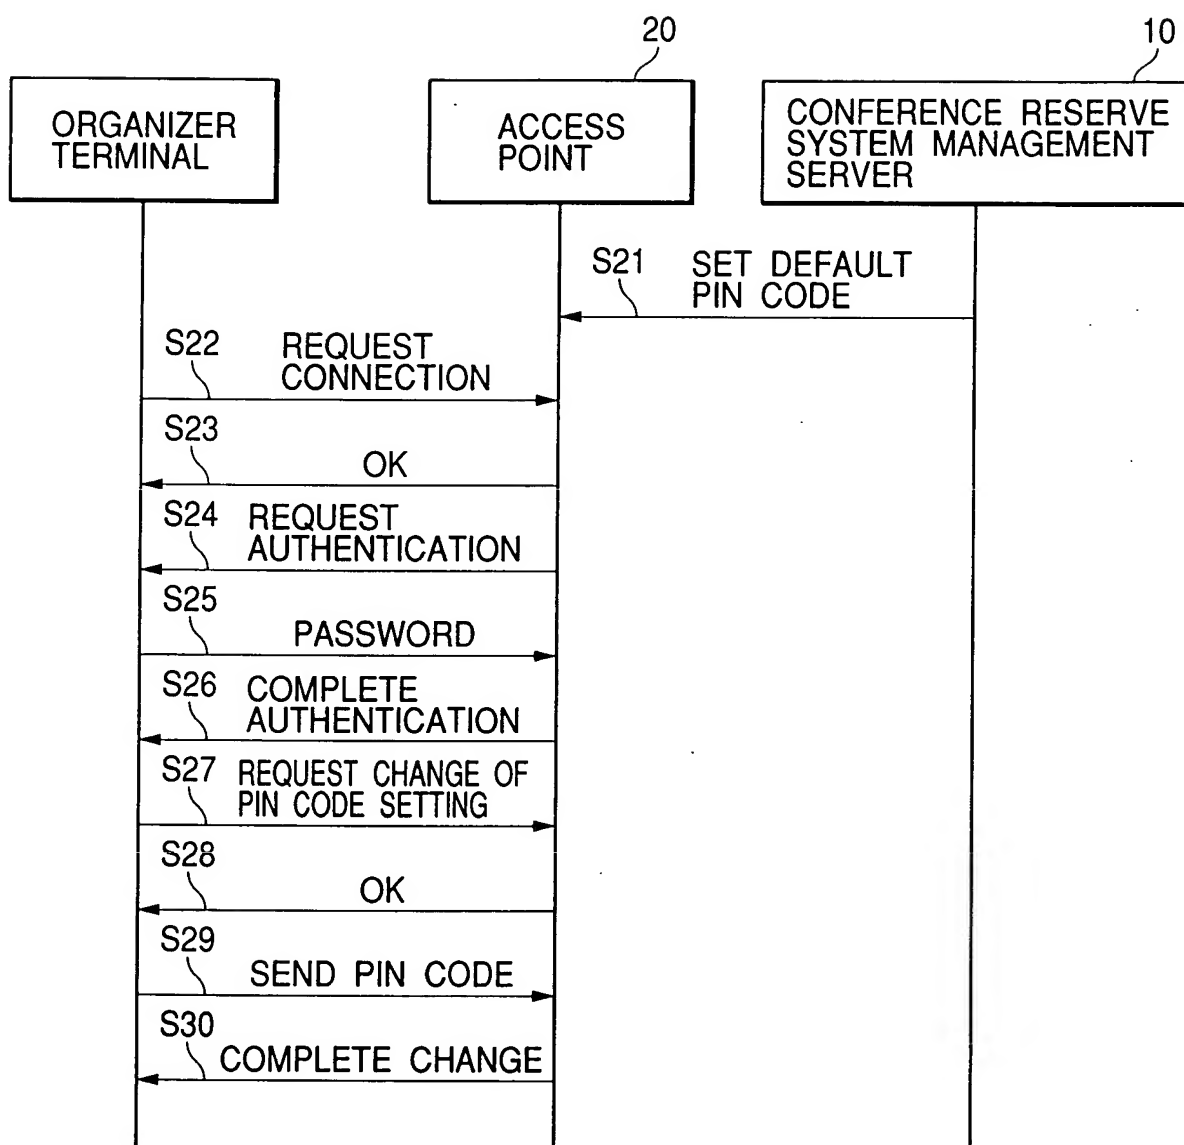 20
10
ORGANIZER
TERMINAL
ACCESS
POINT
CONFERENCE RESERVE
SYSTEM MANAGEMENT
SERVER
S21
SET DEFAULT
PIN CODE
S22
REQUEST
CONNECTION
S23
OK
S24
REQUEST
AUTHENTICATION
S25
PASSWORD
S26
COMPLETE
AUTHENTICATION
S27
REQUEST CHANGE OF
PIN CODE SETTING
S28
OK
S29
SEND PIN CODE
S30
COMPLETE CHANGE